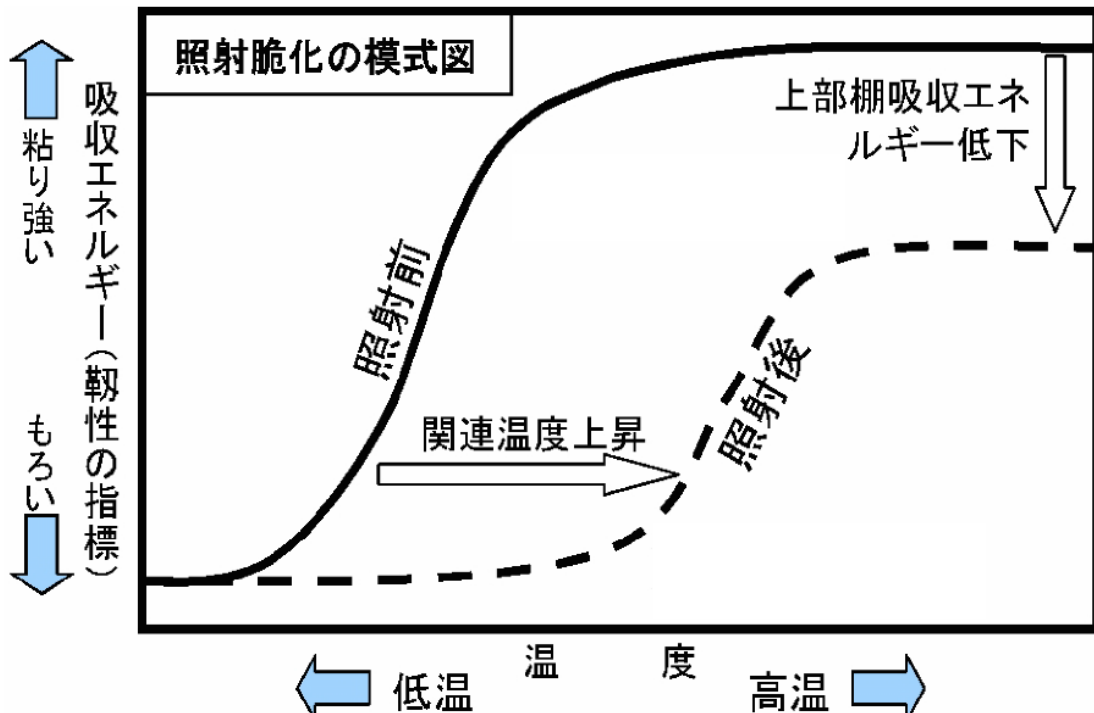 照射脆化の模式図
粘り強い
もろい
吸収エネルギー(靭性の指標)
上部棚吸収エネ
ルギー低下
照射前
関連温度上昇
照射後
温度
低温
高温